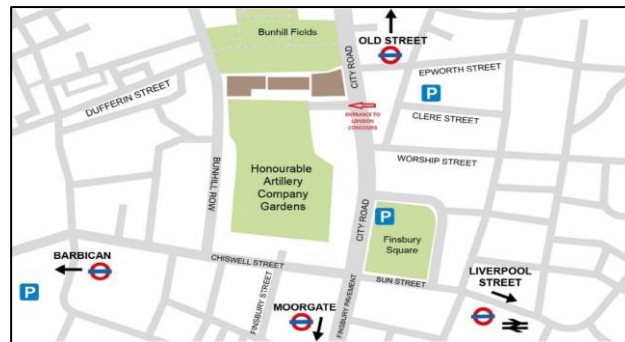 Bunhill Fields
OLD STREET
CITY ROAD
EPWORTH STREET
P
DUFFERIN STREET
CLERE STREET
ENTRANCE TO
LONDON
CONCOURS
WORSHIP STREET
BUNHILL ROW
Honourable
Artillery
Company
Gardens
P
CITY ROAD
Finsbury
Square
BARBICAN
CHISWELL STREET
LIVERPOOL
STREET
SUN STREET
P
FINSBURY STREET
MOORGATE
FINSBURY PAVEMENT